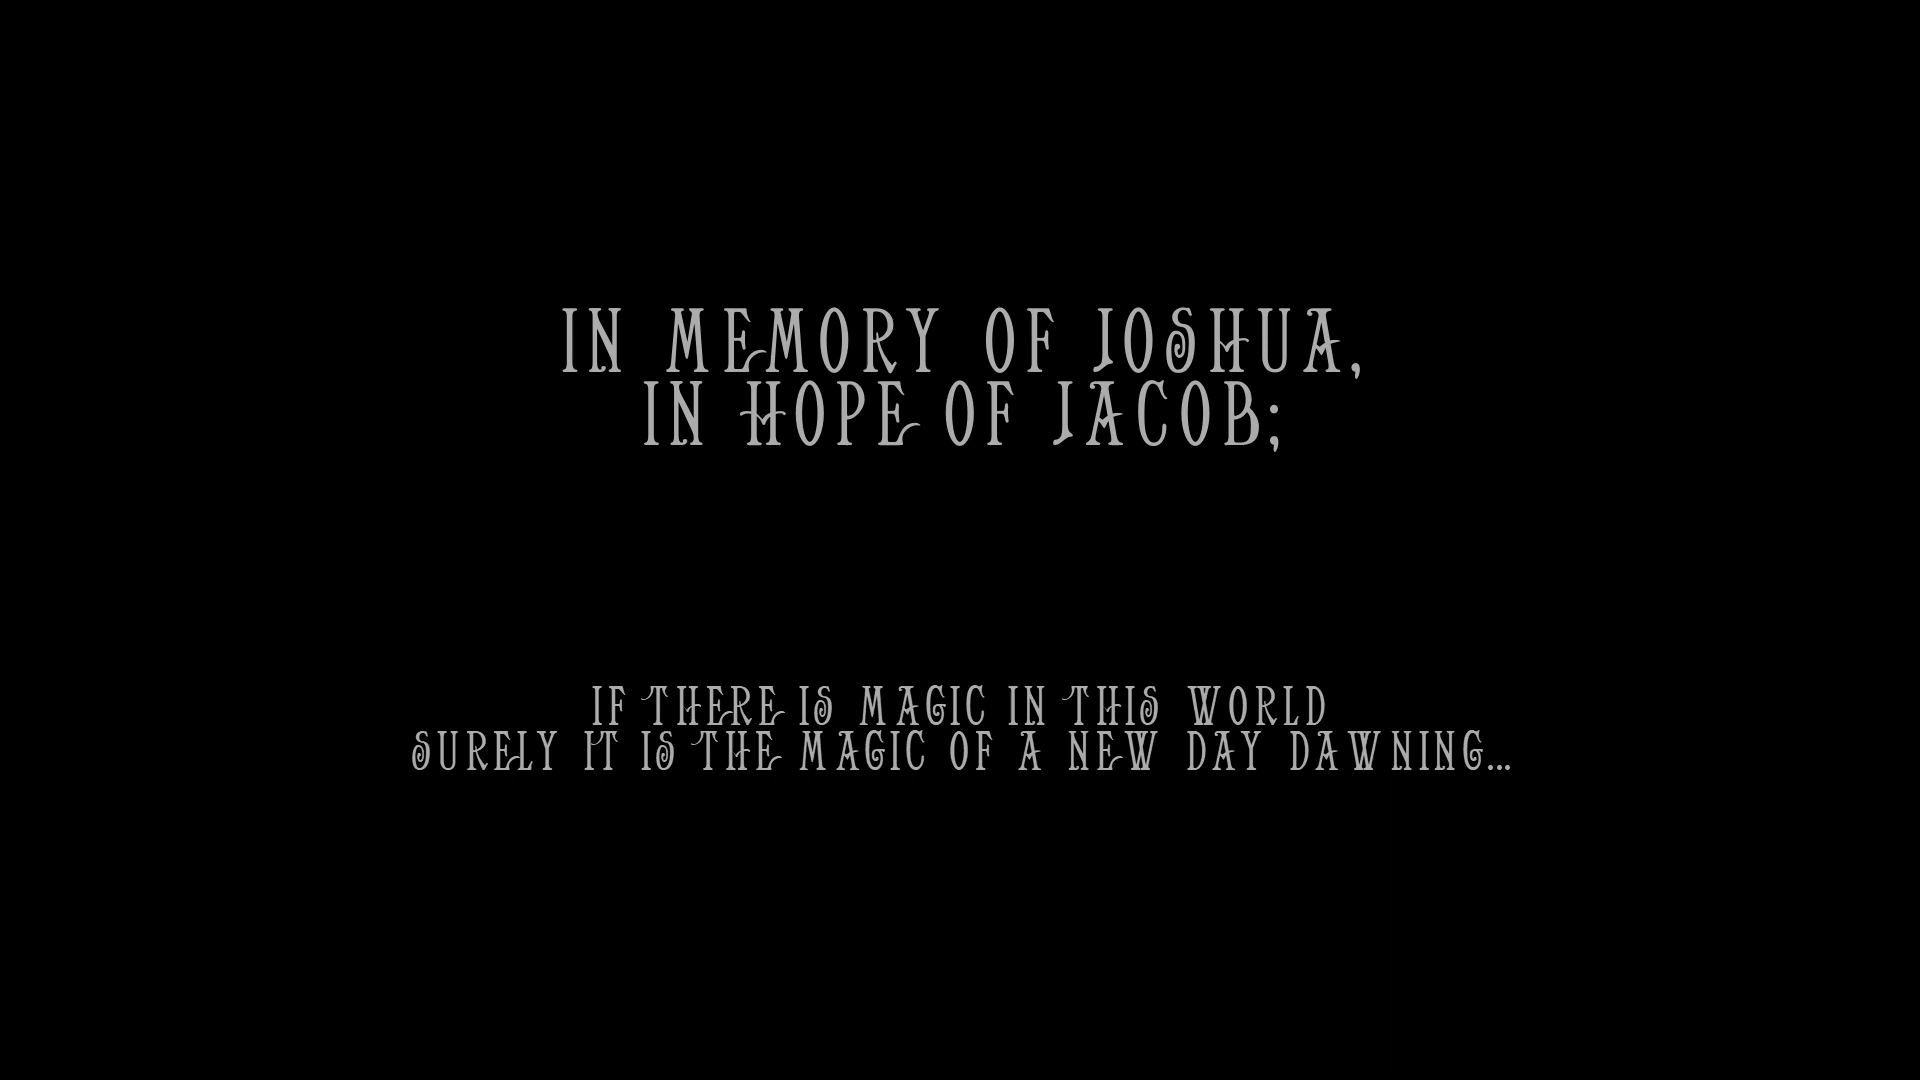 IN MEMORY OF JOSHUA,
IN HOPE OF JACOB;
IF THERE IS MAGIC IN THIS WORLD
SURELY IT IS THE MAGIC OF A NEW DAY DAWNING...